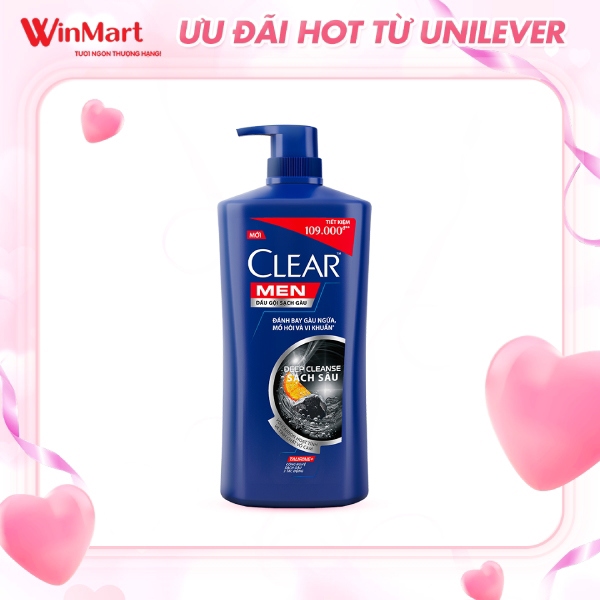 WinMart
TƯƠI NGON THƯỢNG HẠNG!
ƯU ĐÃI HOT TỪ UNILEVER
TIẾT KIỆM
109.000
MỚI
CLEAR
MEN
DẦU GỘI SẠCH GÀU
ĐÁNH BAY GÀU NGỨA,
MỒ HÔI VÀ VI KHUẨN*
DEEP CLEANSE
SẠCH SÂU
TAURINE+